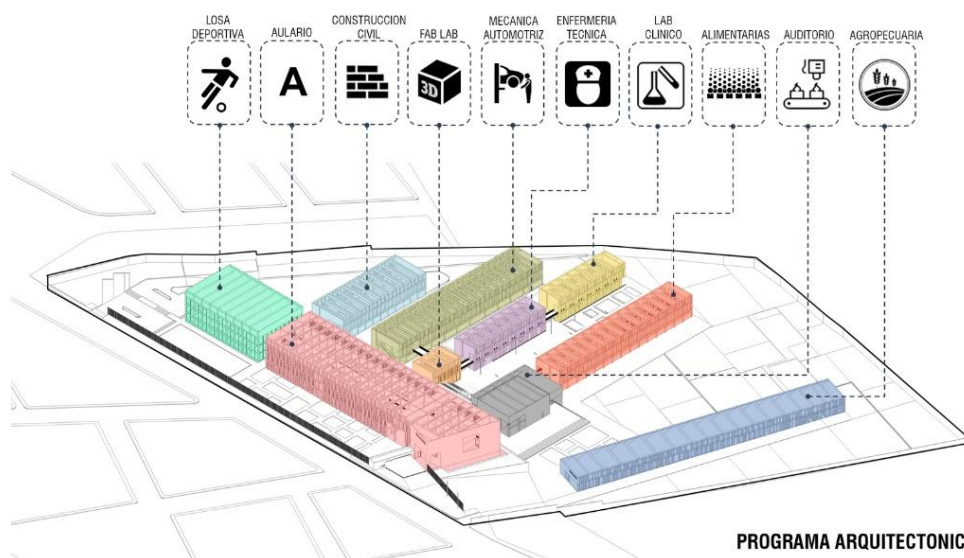 LOSA
DEPORTIVA
AULARIO
CONSTRUCCION
CIVIL
FAB LAB
MECANICA
AUTOMOTRIZ
ENFERMERIA
TECNICA
LAB
CLINICO
ALIMENTARIAS
AUDITORIO
AGROPECUARIA
A
3D
PROGRAMA ARQUITECTONIC